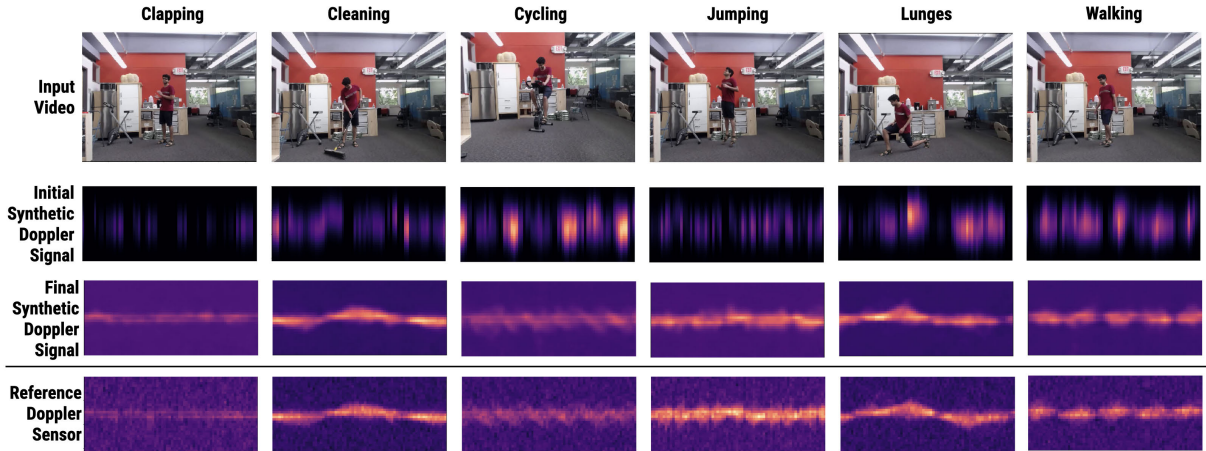 Clapping Cleaning Cycling Jumping Lunges Walking
Input
Video
Initial
Synthetic
Doppler
Signal
Final
Synthetic
Doppler
Signal
Reference
Doppler
Sensor